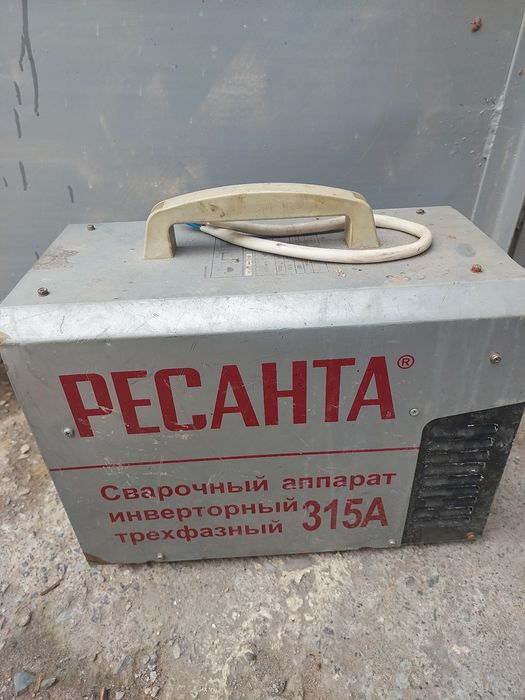 РЕСАНТА®
Сварочный аппарат
инверторный
трехфазный 315А